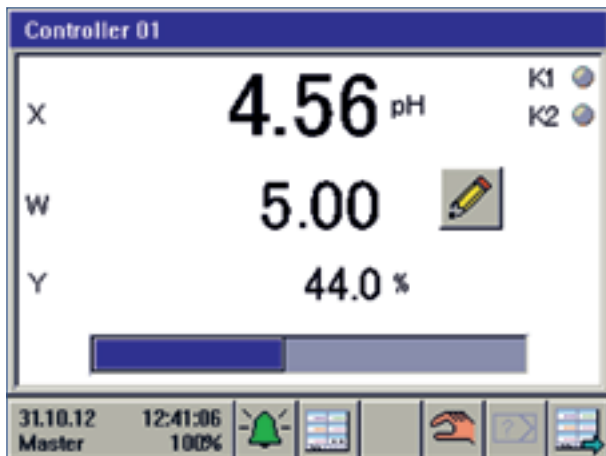 Controller 01
X 4.56 pH K1
K2
W 5.00
Y 44.0 %
31.10.12 12:41:06
Master 100%
?